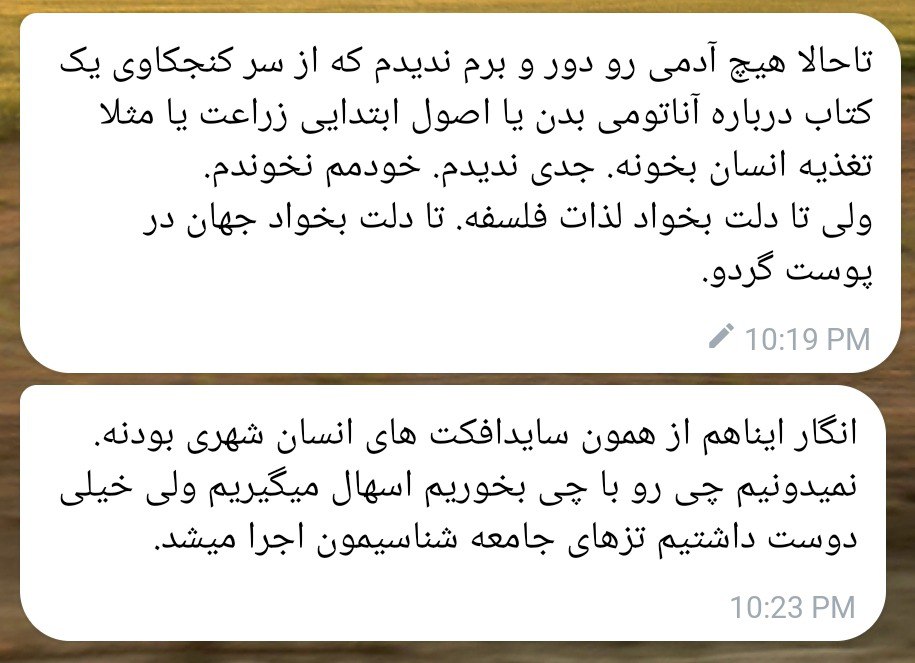 تاحالا هیچ آدمی رو دور و برم ندیدم که از سر کنجکاوی یک
کتاب درباره آناتومی بدن یا اصول ابتدایی زراعت یا مثلا
تغذیه انسان بخونه. جدی ندیدم. خودمم نخوندم.
ولی تا دلت بخواد لذات فلسفه. تا دلت بخواد جهان در
پوست گردو.
10:19 PM
انگار ایناهم از همون سایدافکت های انسان شهری بودنه.
نمیدونیم چی رو با چی بخوریم اسهال میگیریم ولی خیلی
دوست داشتیم تزهای جامعه شناسیمون اجرا میشد.
10:23 PM